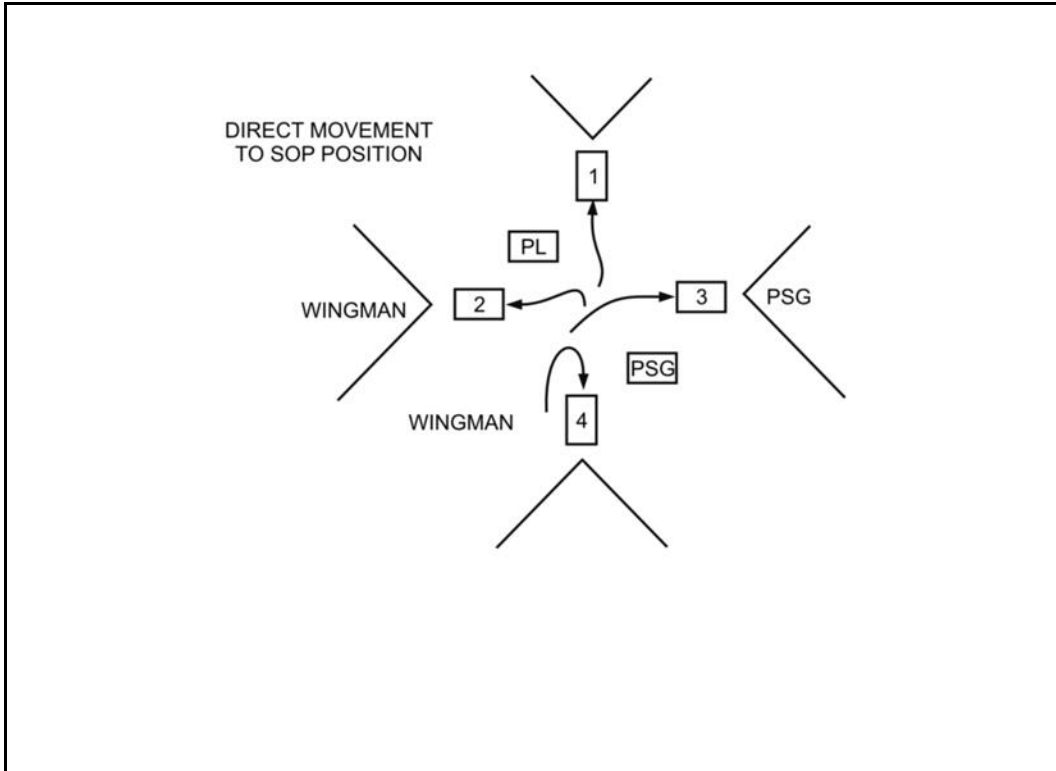 DIRECT MOVEMENT
TO SOP POSITION
1
PL
WINGMAN
2
3
PSG
PSG
WINGMAN
4